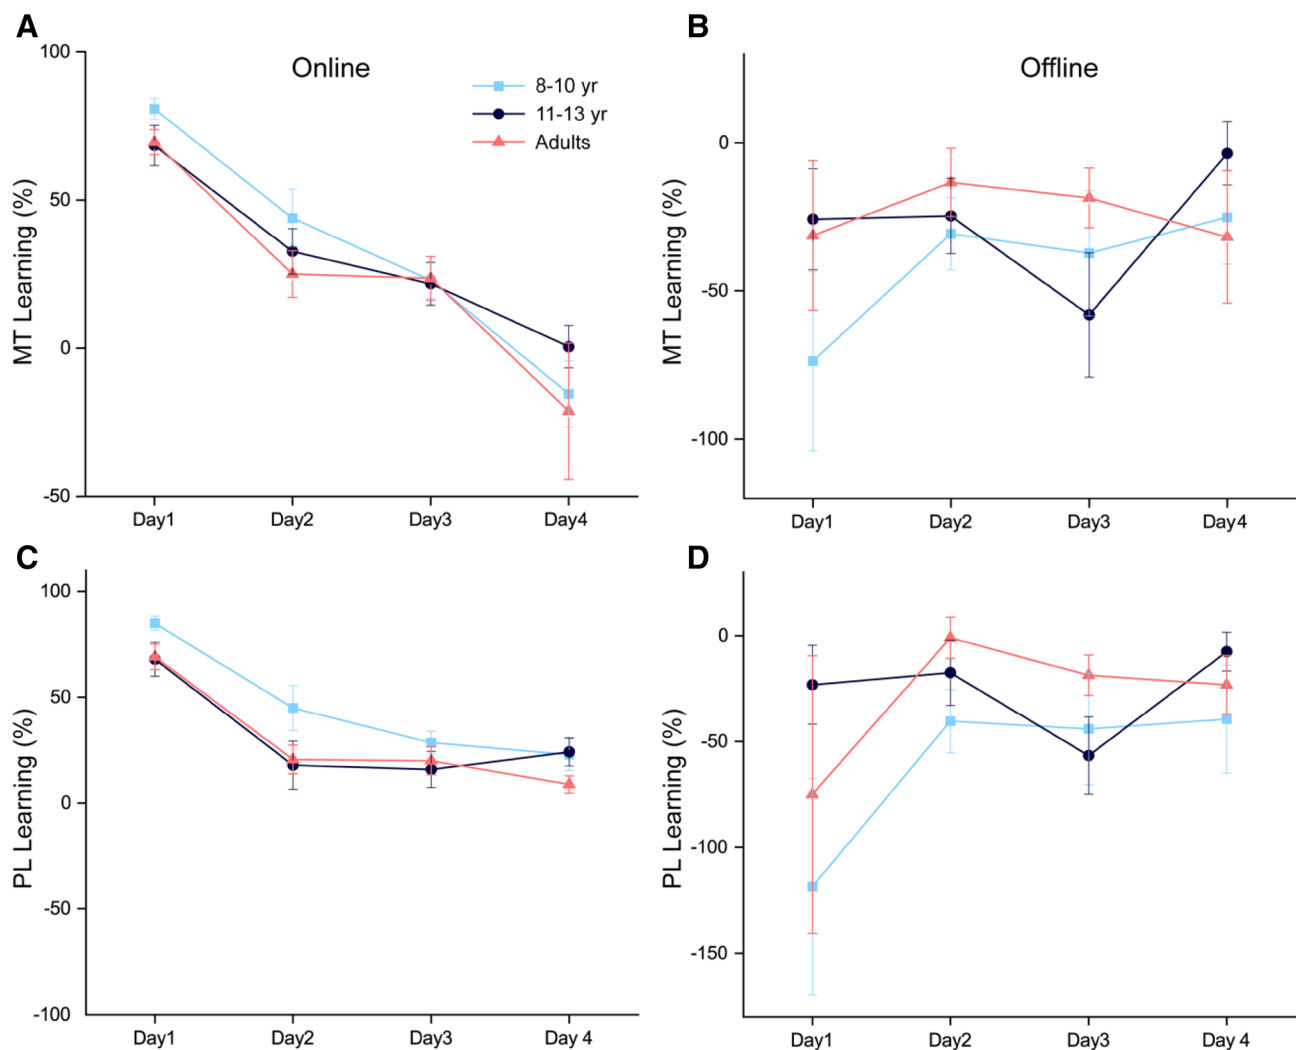 A
Online
8-10 yr
11-13 yr
Adults
MT Learning (%)
100
50
0
-50
Day1
Day2
Day3
Day4
B
Offline
MT Learning (%)
0
-50
-100
Day1
Day2
Day3
Day4
C
PL Learning (%)
100
50
0
-50
-100
Day1
Day2
Day3
Day 4
D
PL Learning (%)
0
-50
-100
-150
Day1
Day2
Day3
Day 4